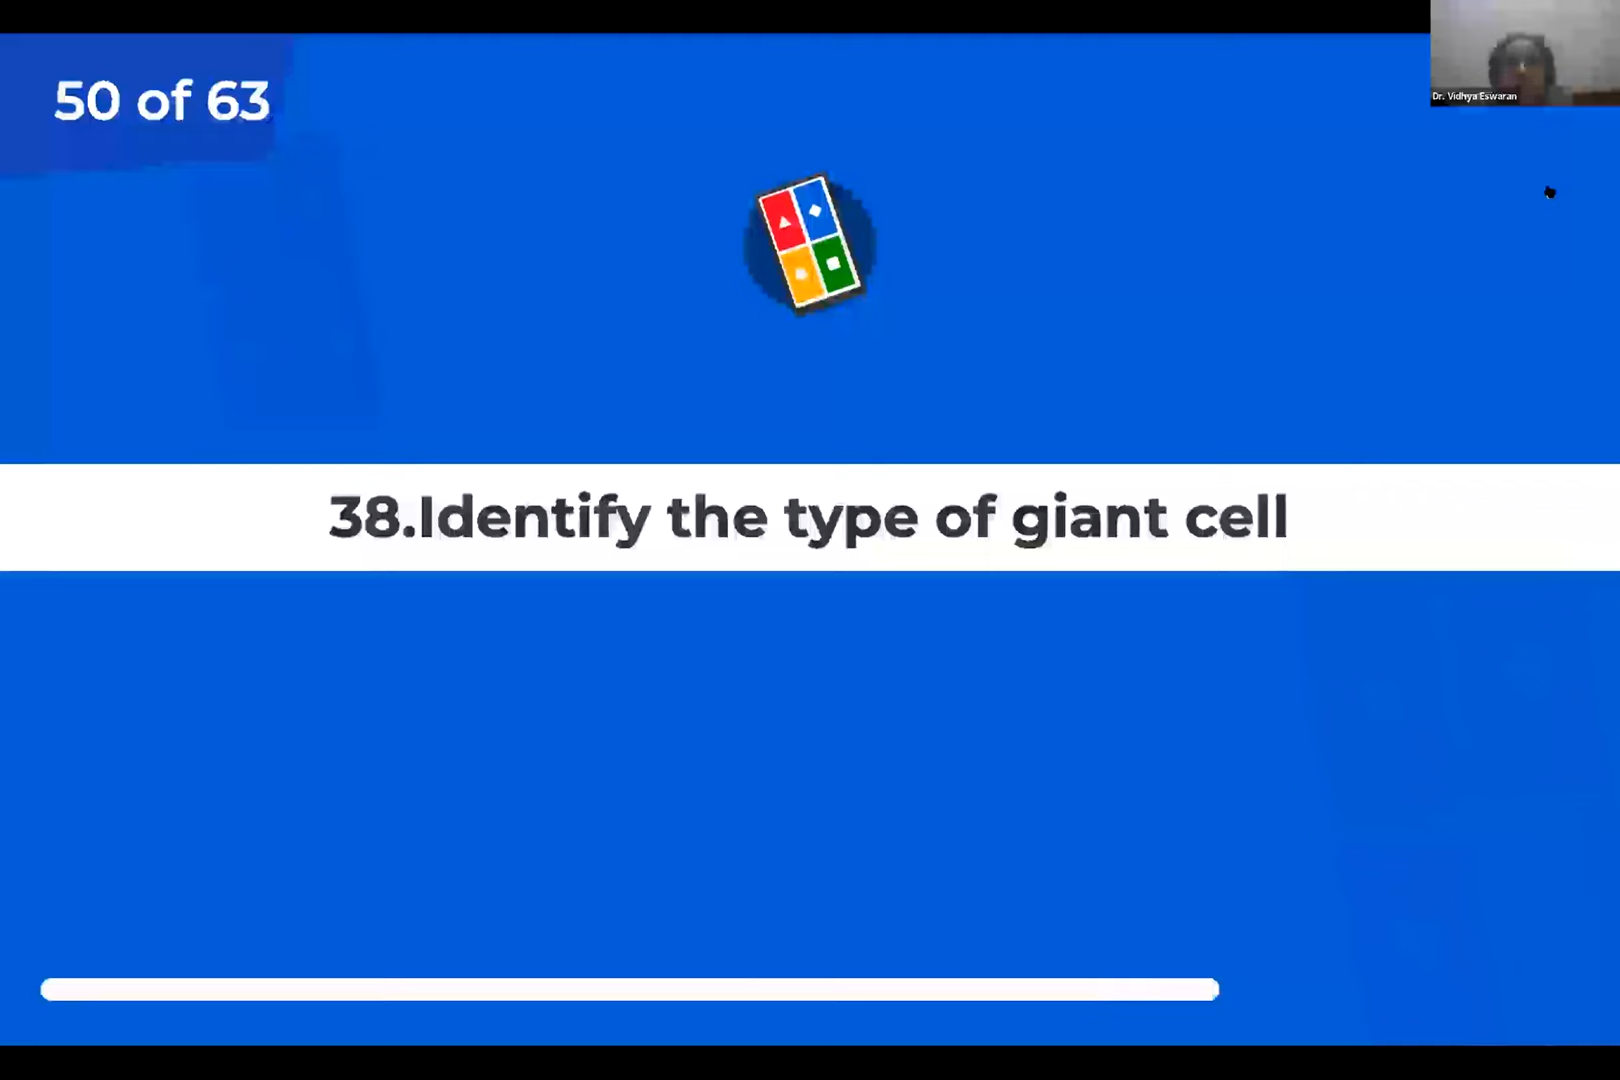 50 of 63
Dr. Vidhya Eswaran
38.Identify the type of giant cell